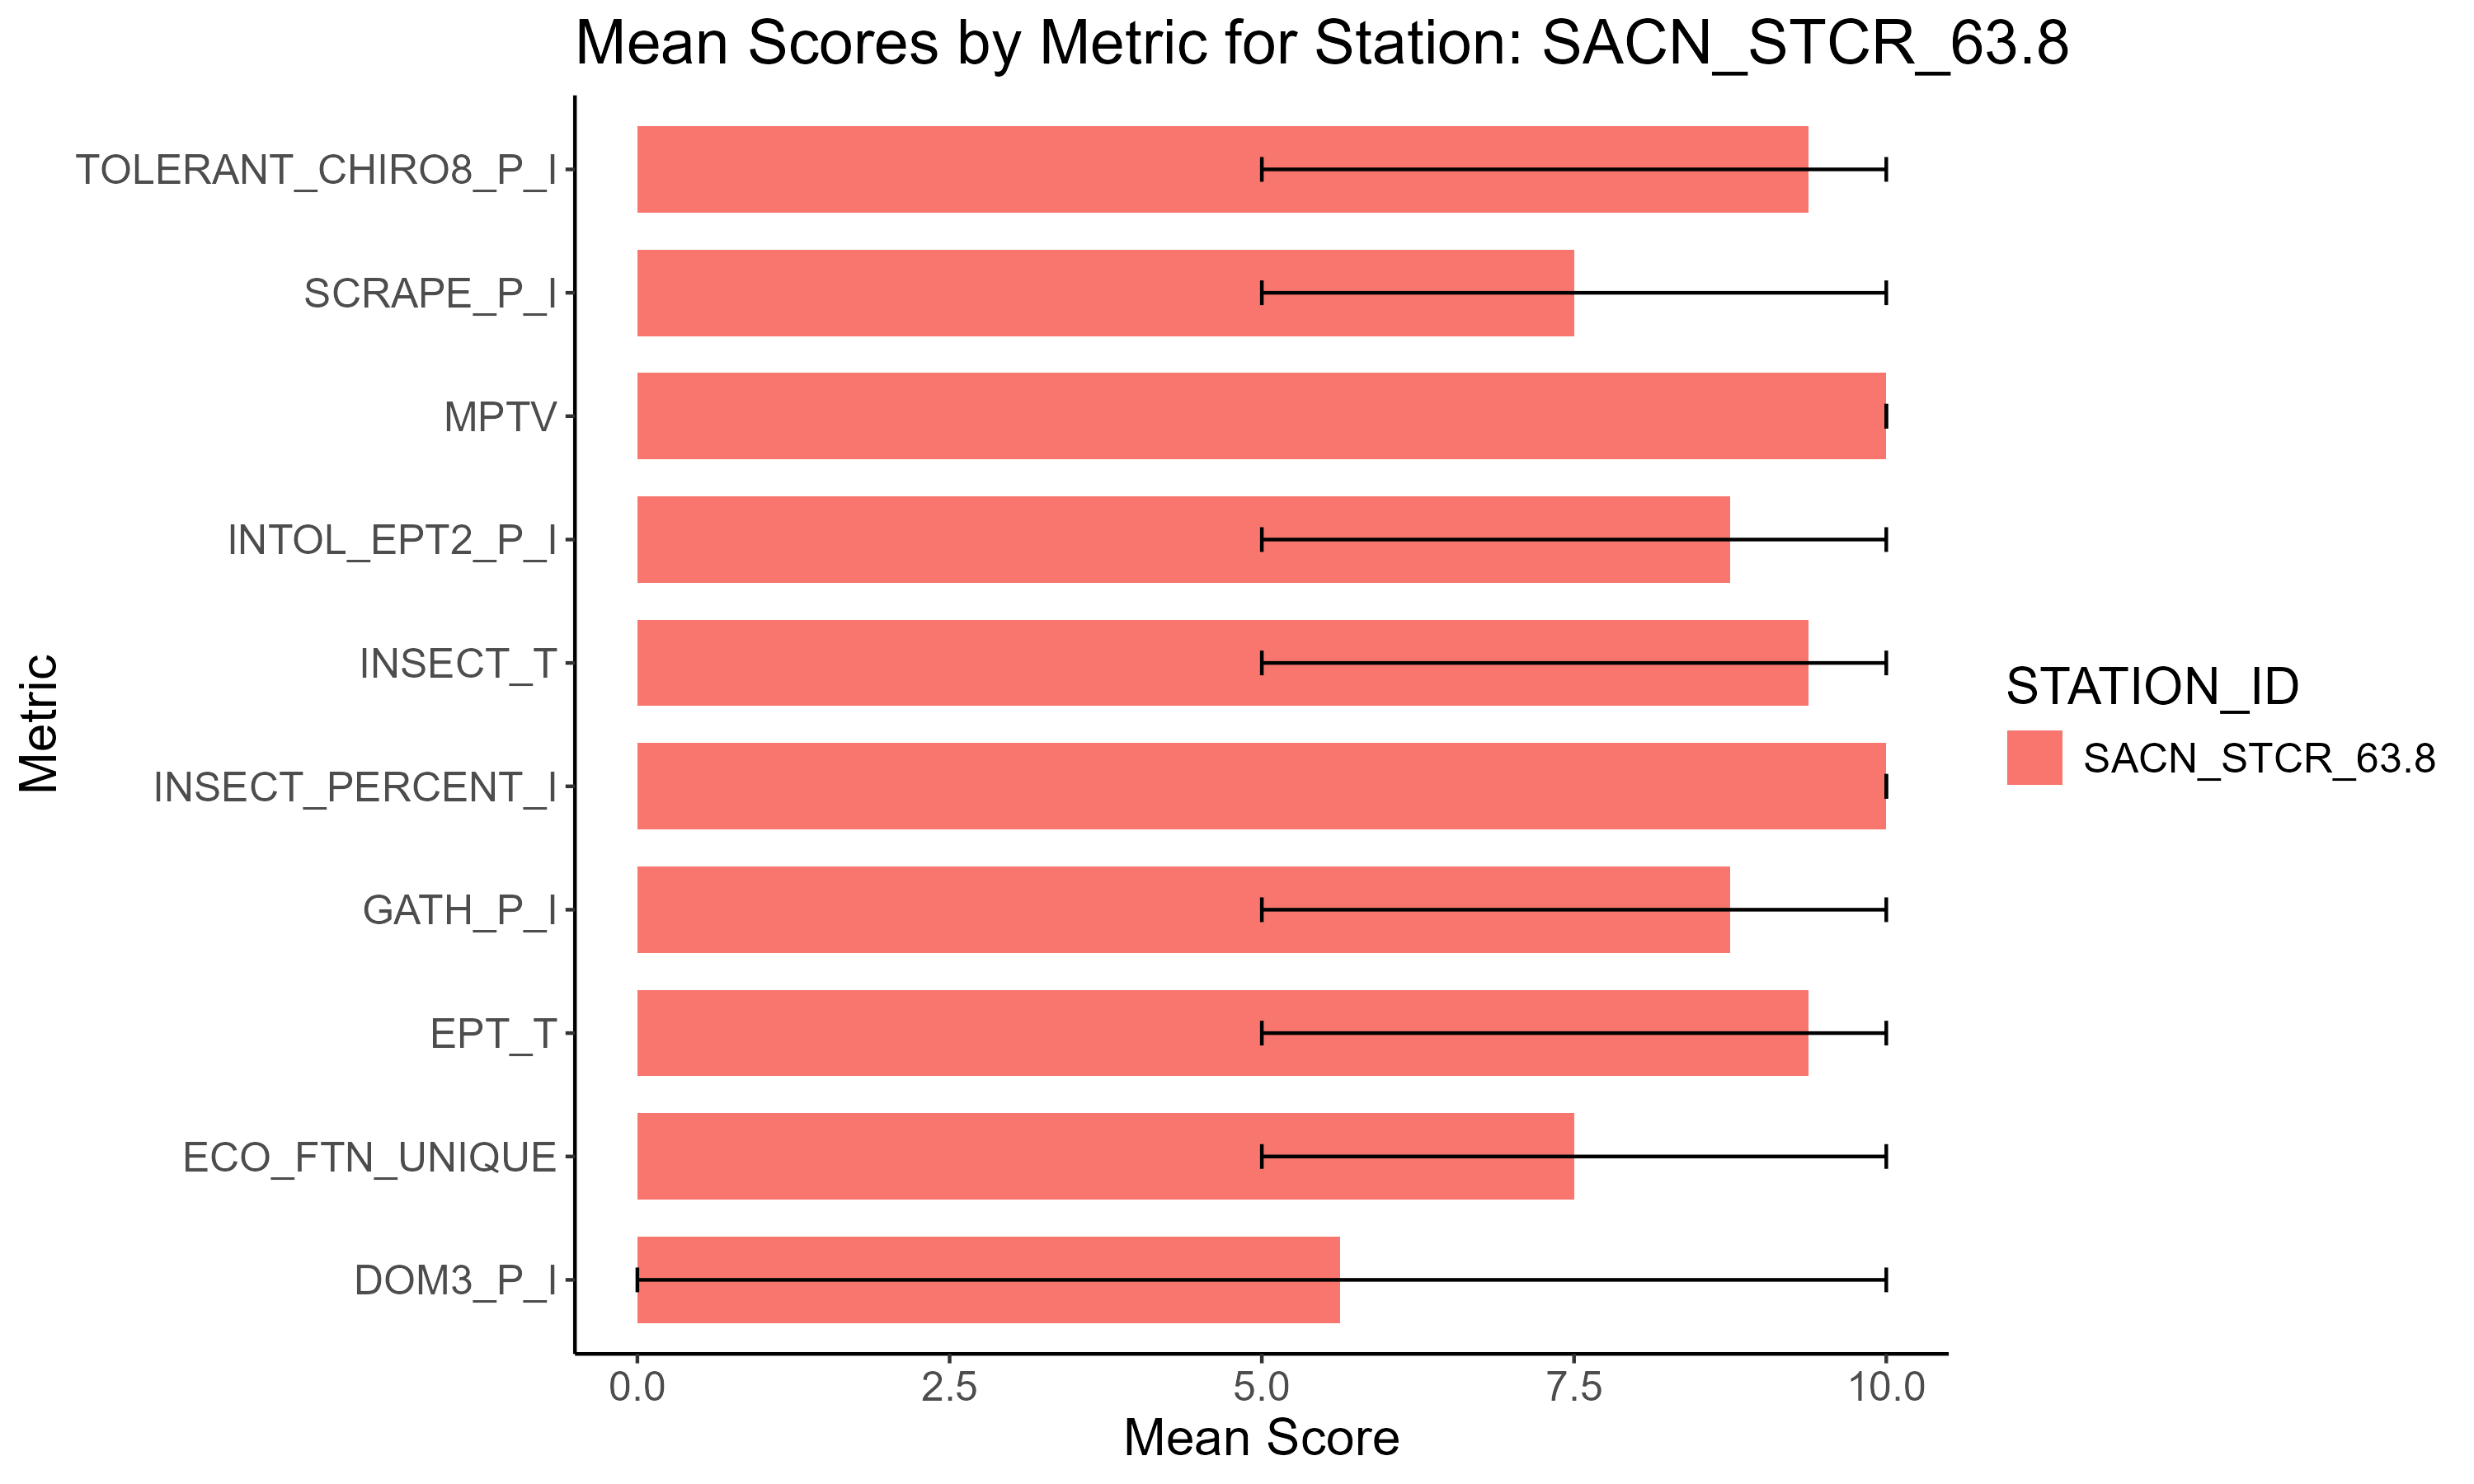 Mean Scores by Metric for Station: SACN_STCR_63.8
TOLERANT_CHIRO8_P_I
SCRAPE_P_I
MPTV
INTOL_EPT2_P_I
INSECT_T
INSECT_PERCENT_I
GATH_P_I
EPT_T
ECO_FTN_UNIQUE
DOM3_P_I
Metric
0.0 2.5 5.0 7.5 10.0
Mean Score
STATION_ID
SACN_STCR_63.8